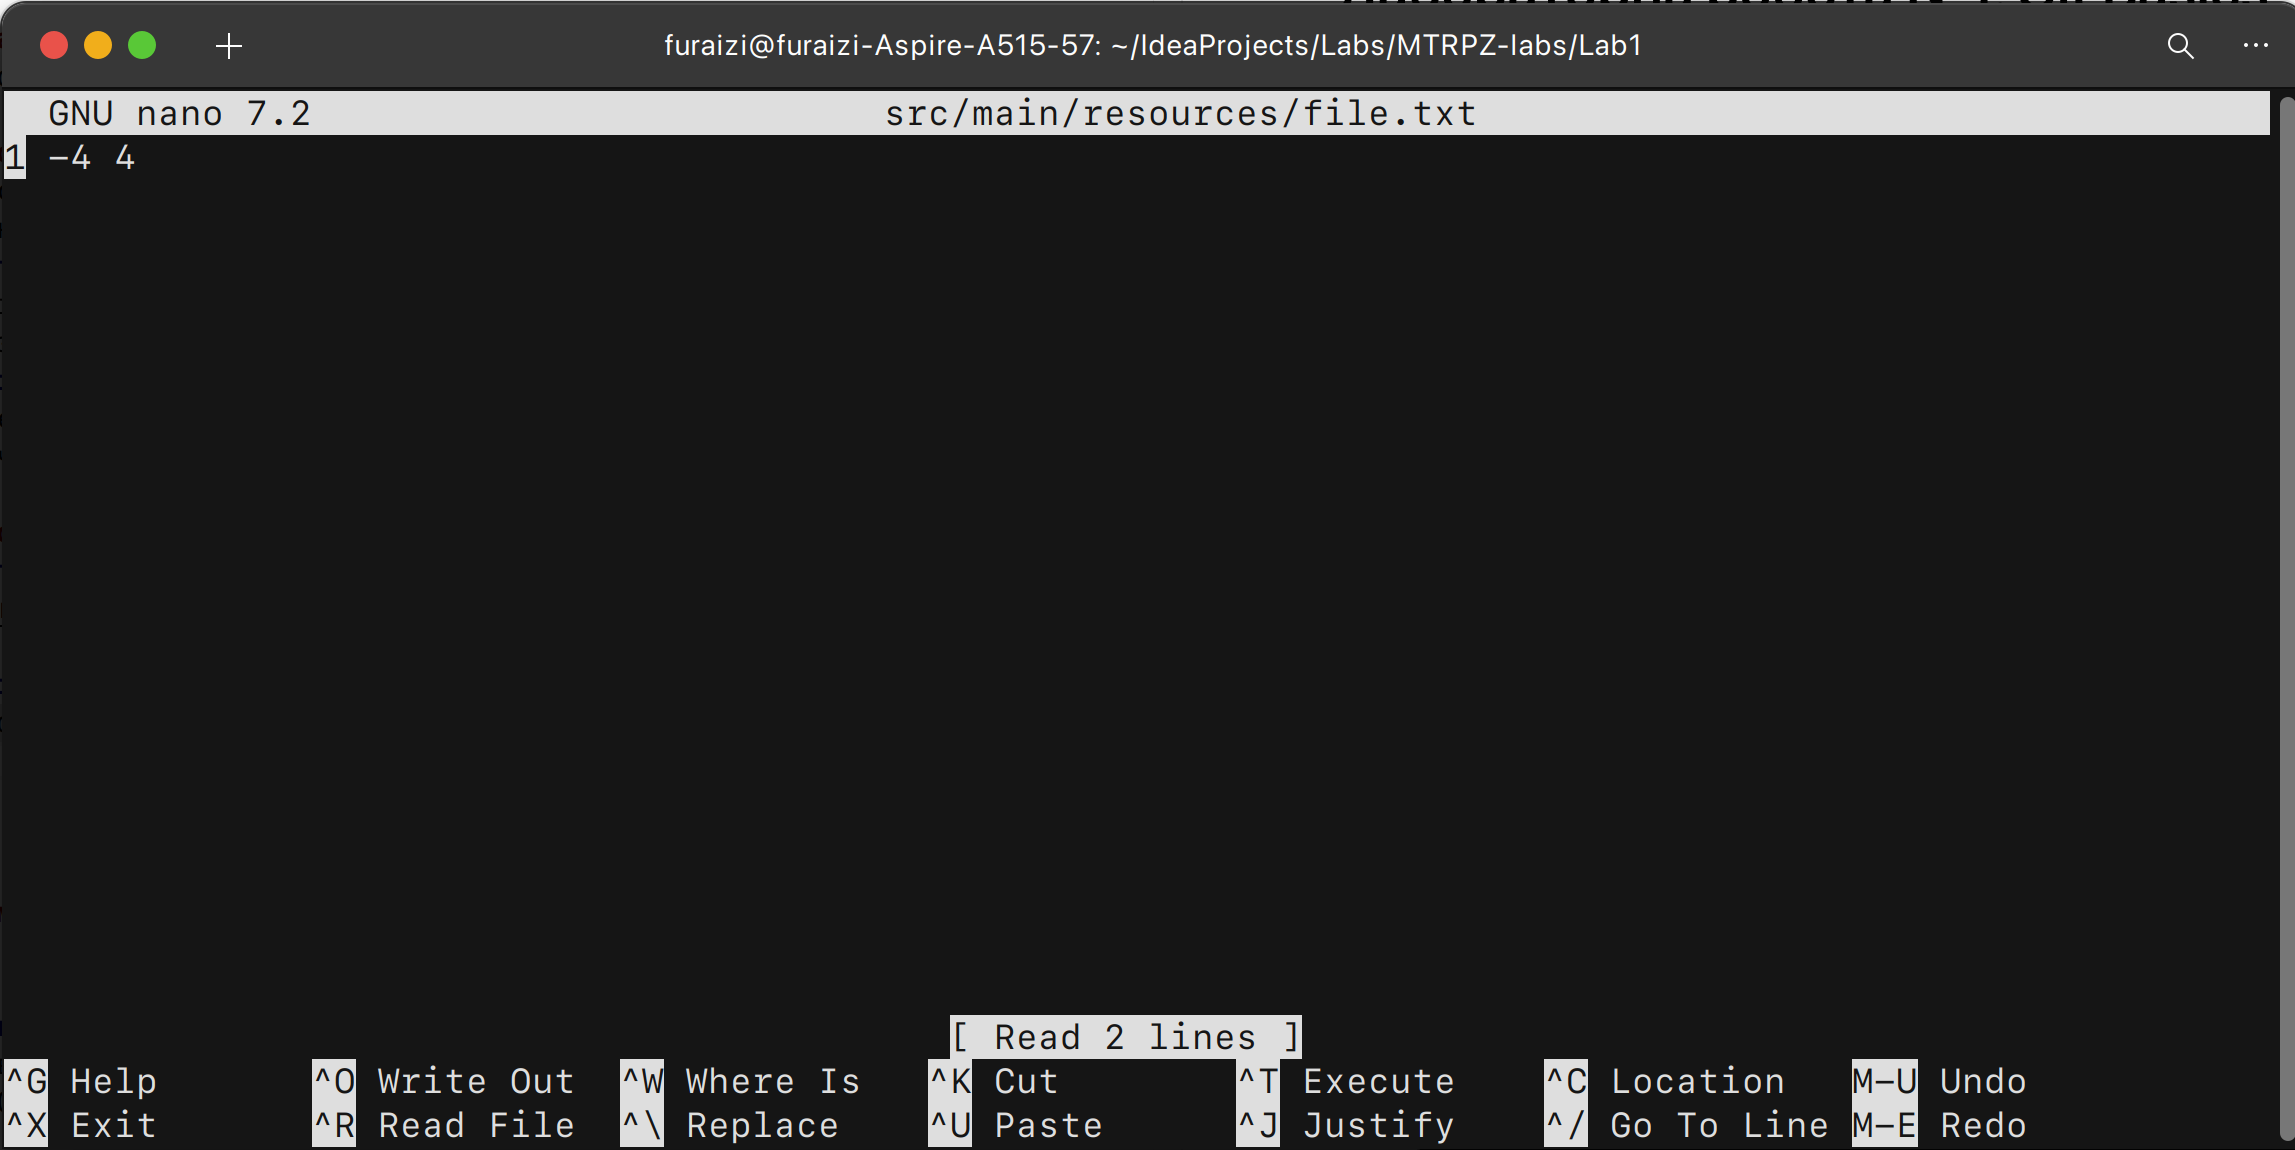 furaizi@furaizi-Aspire-A515-57: ~/IdeaProjects/Labs/MTRPZ-labs/Lab1
GNU nano 7.2 src/main/resources/file.txt
1 -4 4
[ Read 2 lines ]
^G Help ^O Write Out ^W Where Is ^K Cut ^T Execute ^C Location M-U Undo
^X Exit ^R Read File ^\ Replace ^U Paste ^J Justify ^/ Go To Line M-E Redo